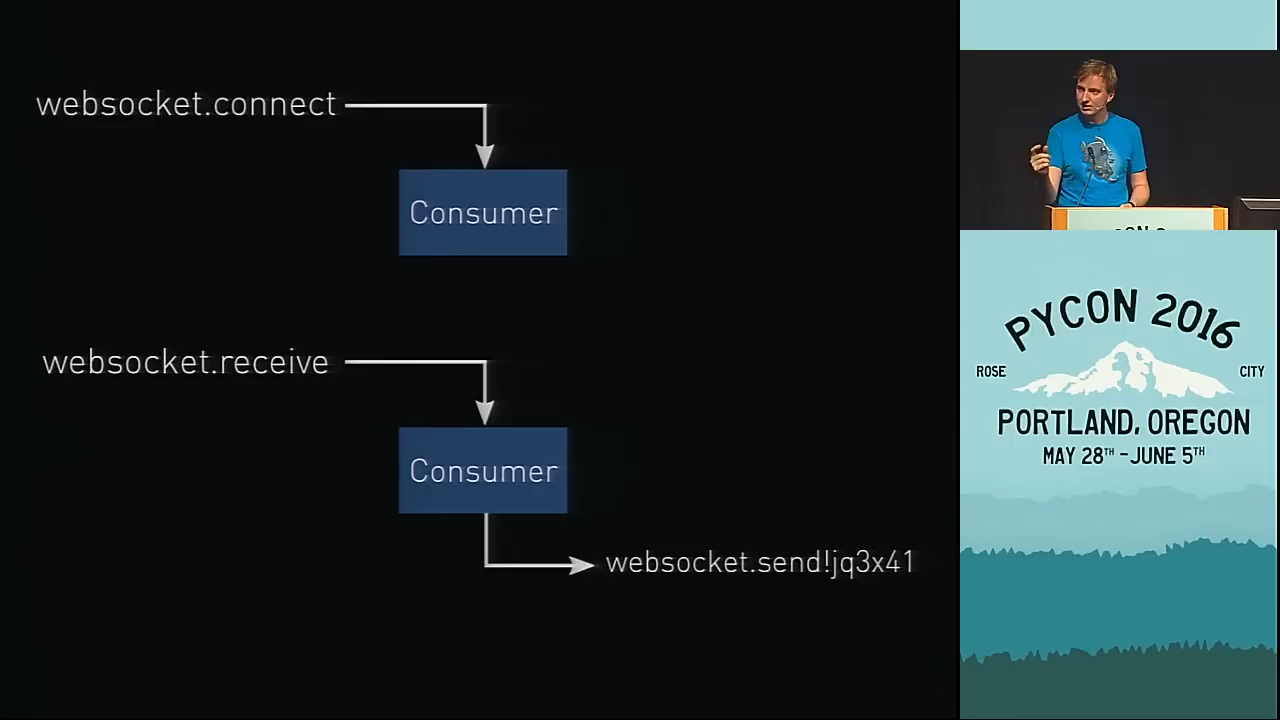 websocket.connect
Consumer
websocket.receive
Consumer
websocket.send!jq3x41
PYCON 2016
ROSE
CITY
PORTLAND, OREGON
MAY 28TH - JUNE 5TH